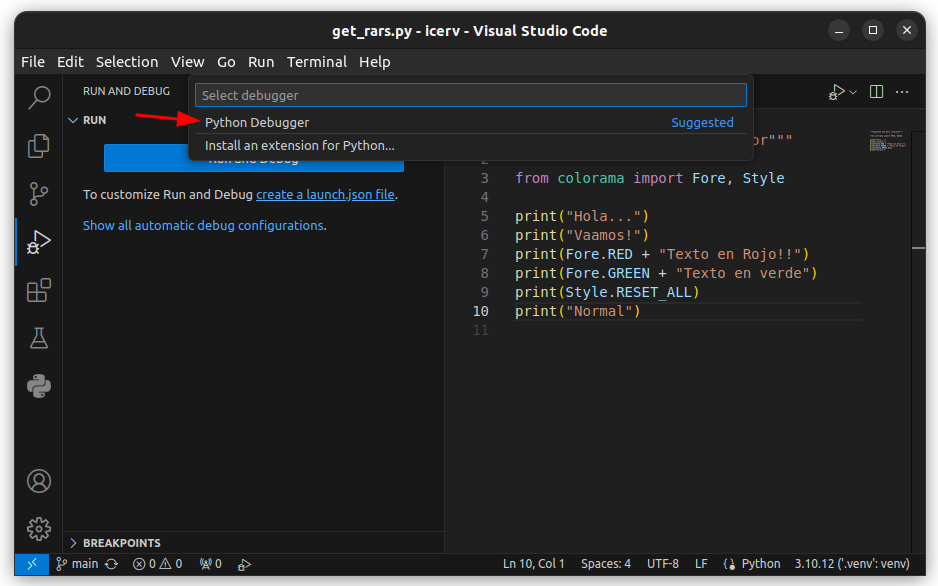 get_rars.py - icerv - Visual Studio Code
File Edit Selection View Go Run Terminal Help
RUN AND DEBUG
Select debugger
RUN
Python Debugger Suggested
Install an extension for Python...
or"""
Run and Debug
2
To customize Run and Debug create a launch.json file.
Show all automatic debug configurations.
3 from colorama import Fore, Style
4
5 print("Hola...")
6 print("Vaamos!")
7 print(Fore.RED + "Texto en Rojo!!")
8 print(Fore.GREEN + "Texto en verde")
9 print(Style.RESET_ALL)
10 print("Normal")
11
BREAKPOINTS
main 0 0 0 Ln 10, Col 1 Spaces: 4 UTF-8 LF Python 3.10.12 ('.venv': venv)